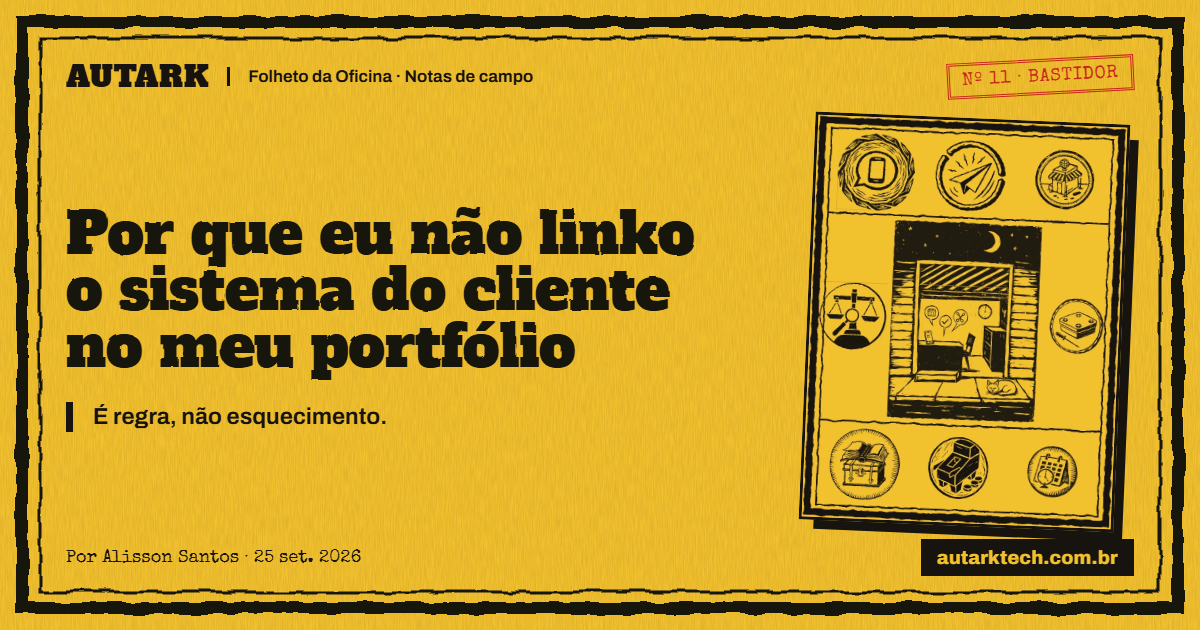 AUTARK
Folheto da Oficina · Notas de campo
Nº 11 · BASTIDOR
Por que eu não linko
o sistema do cliente
no meu portfólio
É regra, não esquecimento.
Por Alisson Santos · 25 set. 2026
autarktech.com.br